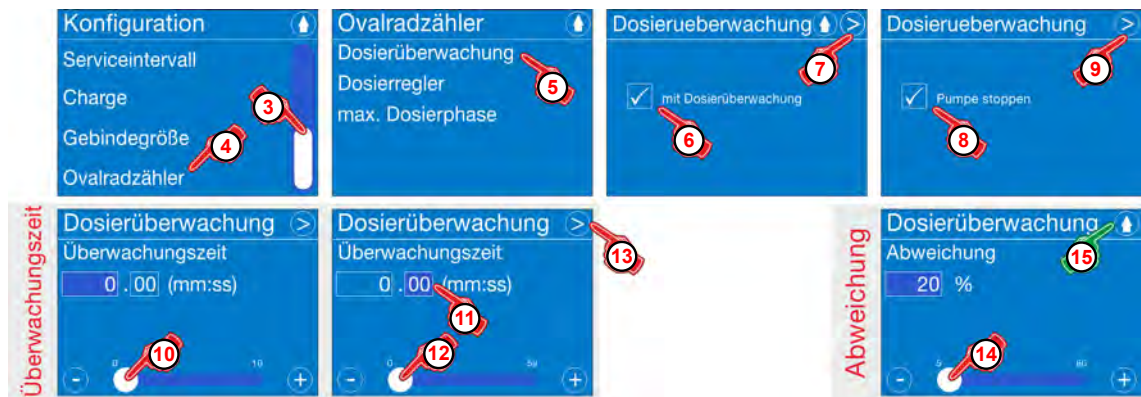 Konfiguration
Serviceintervall
Charge
Gebindegröße
Ovalradzähler
3
4
Ovalradzähler
Dosierüberwachung
Dosierregler
max. Dosierphase
5
Dosierueberwachung >
mit Dosierüberwachung
6
7
Dosierueberwachung >
Pumpe stoppen
8
9
Überwachungszeit
Dosierüberwachung >
Überwachungszeit
0 . 00 (mm:ss)
10
0 10
- +
Dosierüberwachung >
Überwachungszeit
0 . 00 (mm:ss)
11
12
0 59
- +
13
Abweichung
Dosierüberwachung
Abweichung
20 %
15
14
5 60
- +